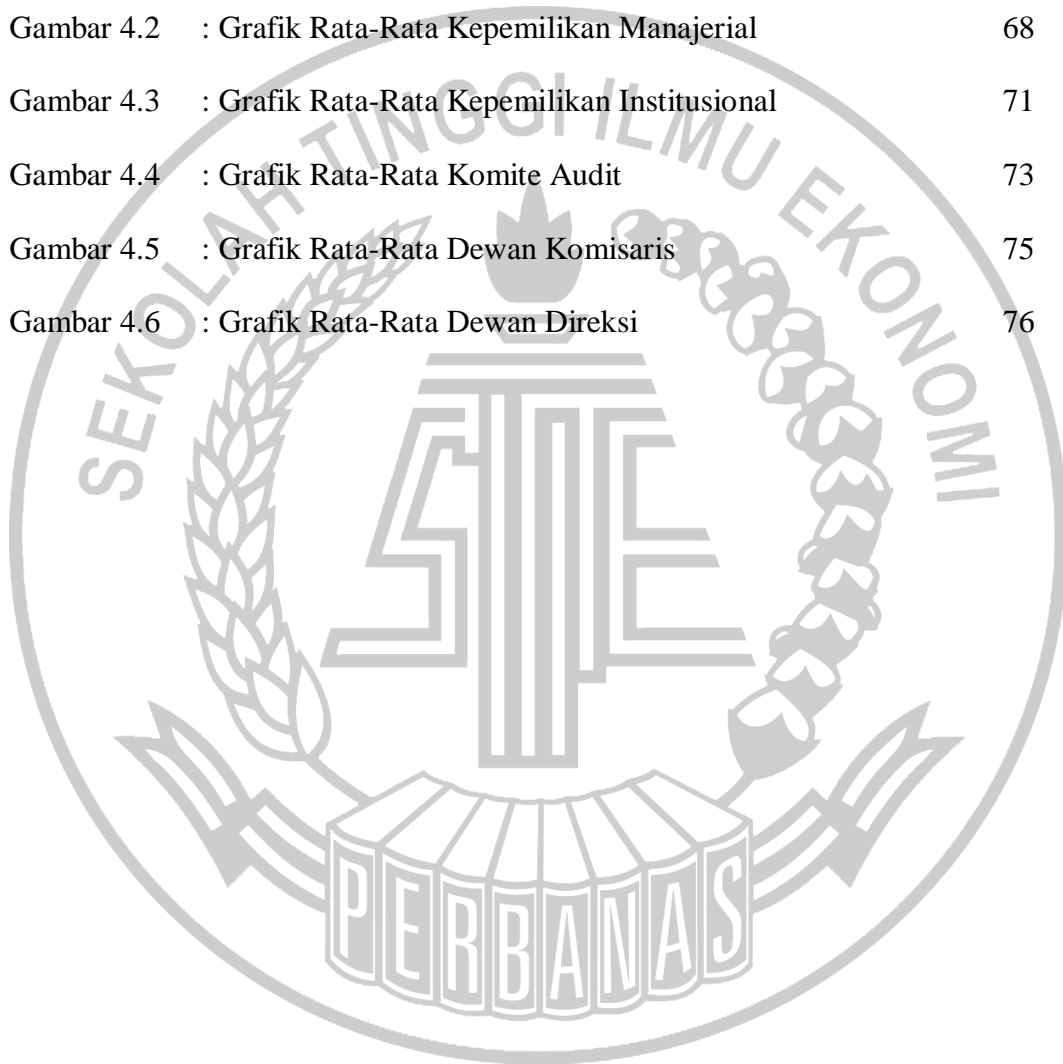 Gambar 4.2 : Grafik Rata-Rata Kepemilikan Manajerial 68
Gambar 4.3 : Grafik Rata-Rata Kepemilikan Institusional 71
Gambar 4.4 : Grafik Rata-Rata Komite Audit 73
Gambar 4.5 : Grafik Rata-Rata Dewan Komisaris 75
Gambar 4.6 : Grafik Rata-Rata Dewan Direksi 76
SEKOLAH TINGGI ILMU EKONOMI
STIE
PERBANAS